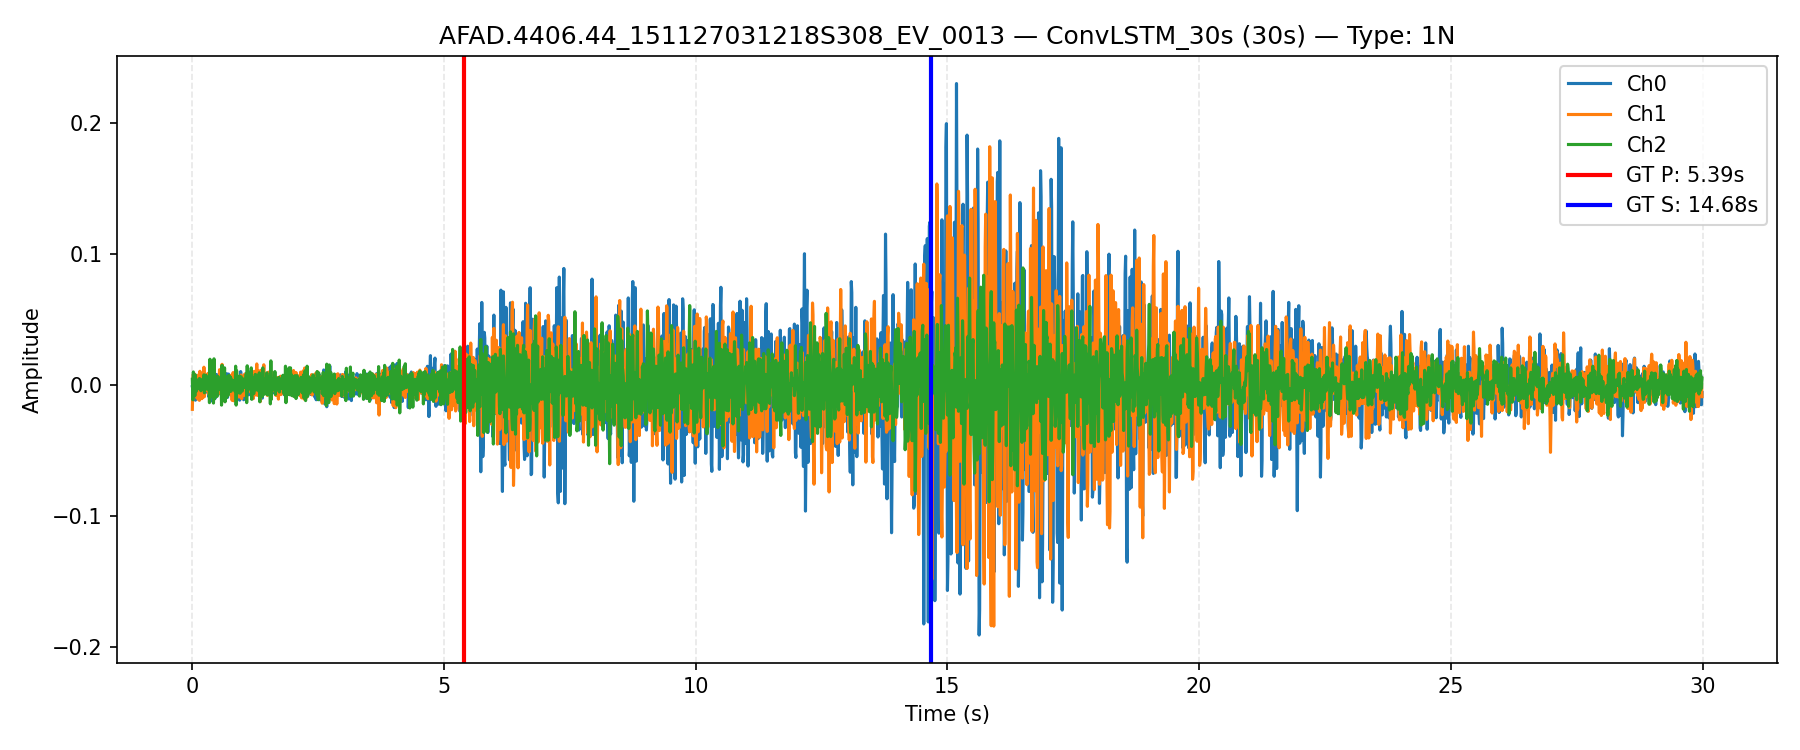 AFAD.4406.44_151127031218S308_EV_0013 — ConvLSTM_30s (30s) — Type: 1N
Ch0
Ch1
Ch2
GT P: 5.39s
GT S: 14.68s
Amplitude
0.2
0.1
0.0
−0.1
−0.2
0
5
10
15
20
25
30
Time (s)